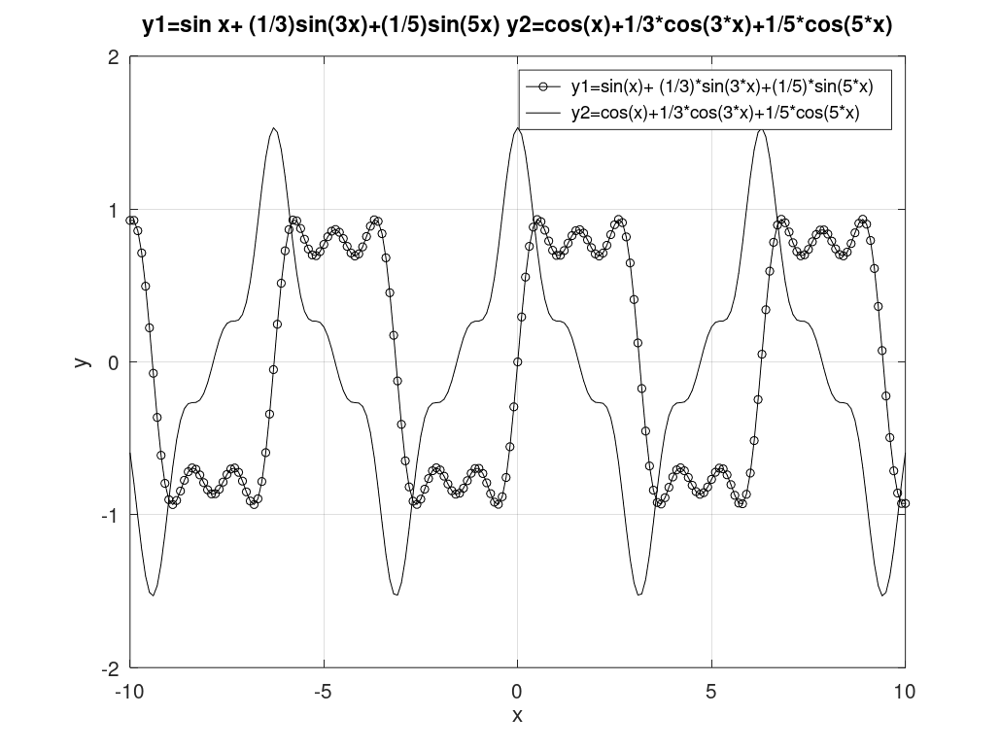 y1=sin x+ (1/3)sin(3x)+(1/5)sin(5x) y2=cos(x)+1/3*cos(3*x)+1/5*cos(5*x)
y1=sin(x)+ (1/3)*sin(3*x)+(1/5)*sin(5*x)
y2=cos(x)+1/3*cos(3*x)+1/5*cos(5*x)
2
1
0
-1
-2
y
-10
-5
0
5
10
x